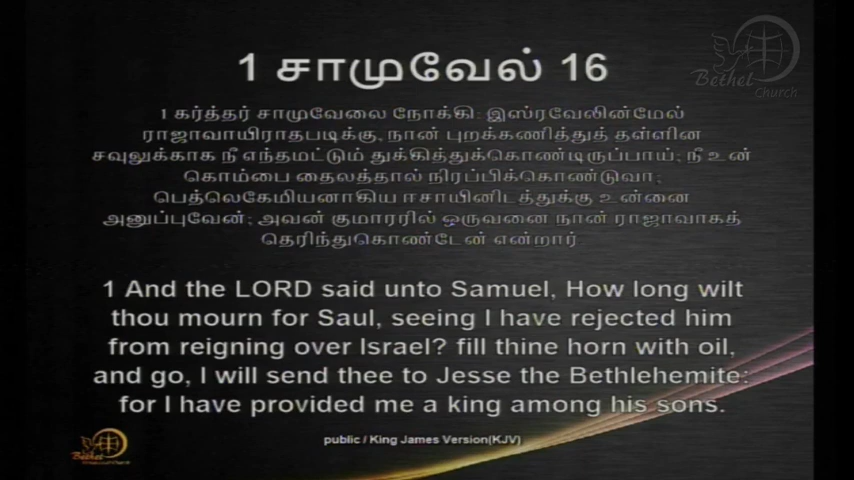 1 சாமுவேல் 16
Bethel
Church
1 கர்த்தர் சாமுவேலை நோக்கி: இஸ்ரவேலின்மேல்
ராஜாவாயிராதபடிக்கு, நான் புறக்கணித்துத் தள்ளின
சவுலுக்காக நீ எந்தமட்டும் துக்கித்துக்கொண்டிருப்பாய்; நீ உன்
கொம்பை தைலத்தால் நிரப்பிக்கொண்டுவா;
பெத்லெகேமியனாகிய ஈசாயினிடத்துக்கு உன்னை
அனுப்புவேன்; அவன் குமாரரில் ஒருவனை நான் ராஜாவாகத்
தெரிந்துகொண்டேன் என்றார்.
1 And the LORD said unto Samuel, How long wilt
thou mourn for Saul, seeing I have rejected him
from reigning over Israel? fill thine horn with oil,
and go, I will send thee to Jesse the Bethlehemite:
for I have provided me a king among his sons.
public / King James Version(KJV)
Bethel